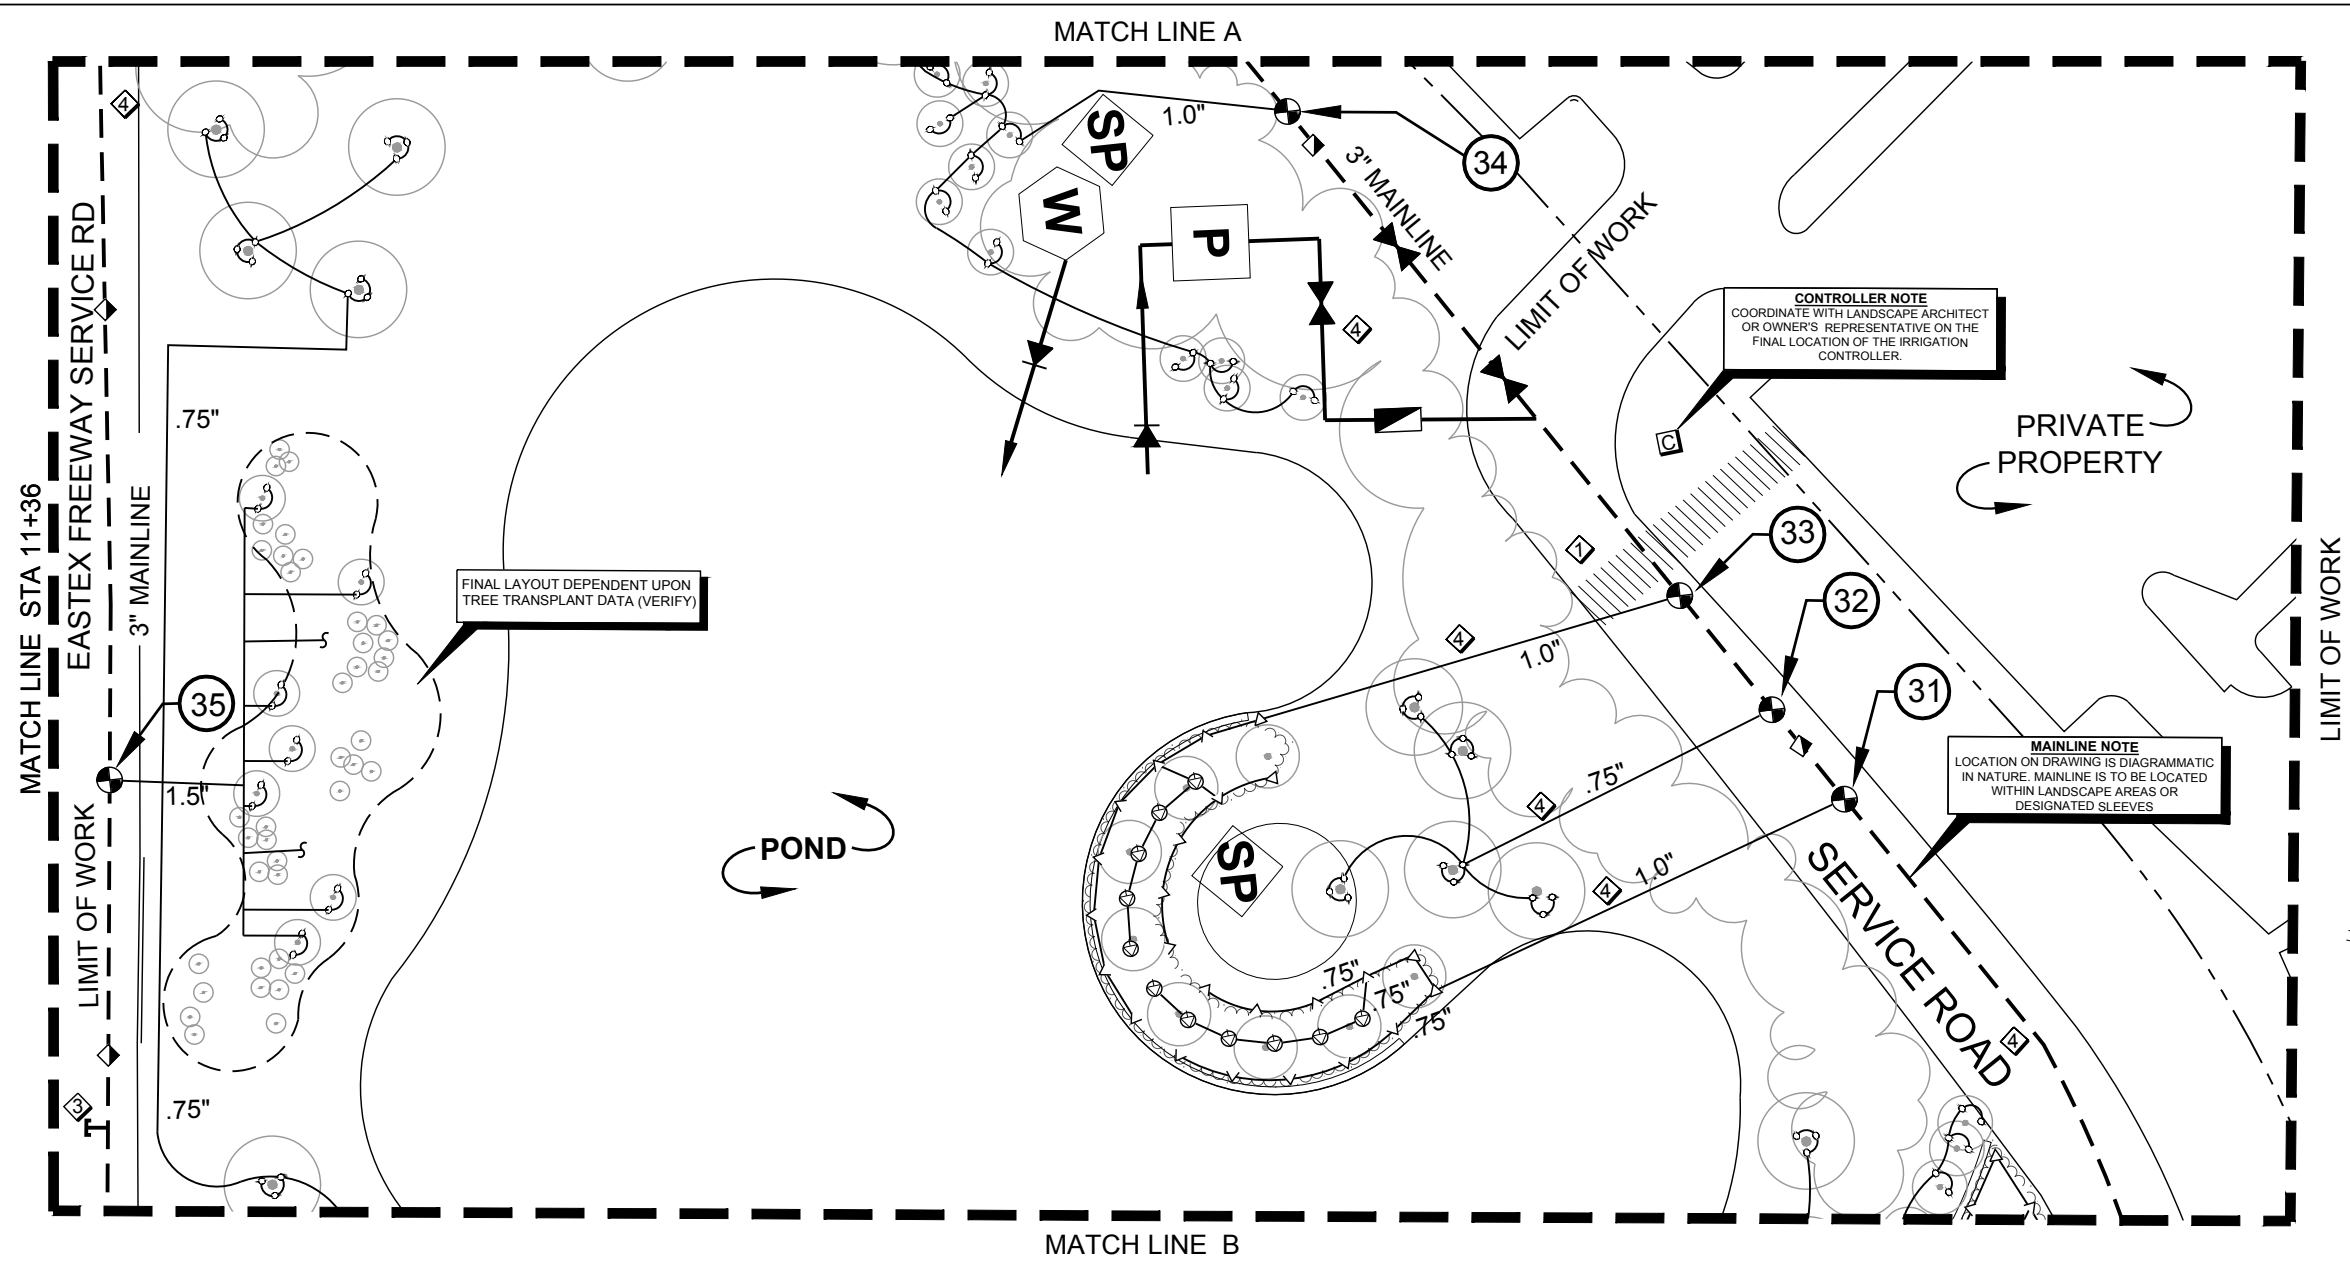 MATCH LINE A
4
EASTEX FREEWAY SERVICE RD
MATCH LINE  STA 11+36
3" MAINLINE
LIMIT OF WORK
.75"
35
1.5"
3
.75"
FINAL LAYOUT DEPENDENT UPON
TREE TRANSPLANT DATA (VERIFY)
POND
SP
1.0"
W
P
4
34
3" MAINLINE
LIMIT OF WORK
CONTROLLER NOTE
COORDINATE WITH LANDSCAPE ARCHITECT
OR OWNER'S  REPRESENTATIVE ON THE
FINAL LOCATION OF THE IRRIGATION
CONTROLLER.
C
PRIVATE
PROPERTY
LIMIT OF WORK
1
33
32
31
4
1.0"
4
.75"
4
1.0"
SP
.75"
.75"
.75"
MAINLINE NOTE
LOCATION ON DRAWING IS DIAGRAMMATIC
IN NATURE. MAINLINE IS TO BE LOCATED
WITHIN LANDSCAPE AREAS OR
DESIGNATED SLEEVES
SERVICE ROAD
4
MATCH LINE  B